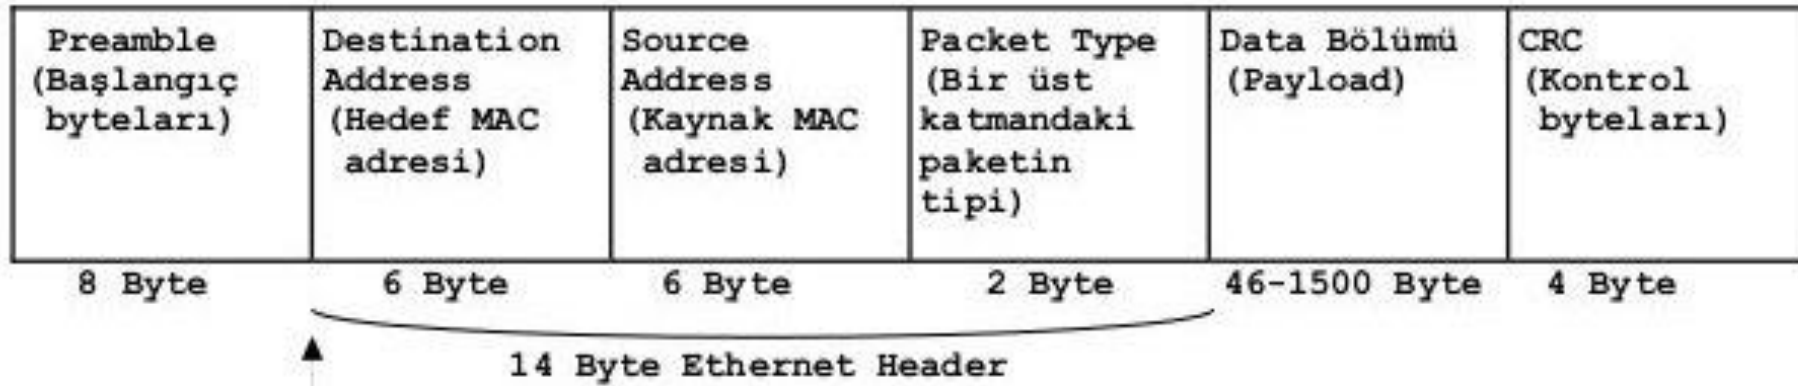 Preamble
(Başlangıç
byteları)
Destination
Address
(Hedef MAC
adresi)
Source
Address
(Kaynak MAC
adresi)
Packet Type
(Bir üst
katmandaki
paketin
tipi)
Data Bölümü
(Payload)
CRC
(Kontrol
byteları)
8 Byte
6 Byte
6 Byte
2 Byte
46-1500 Byte
4 Byte
14 Byte Ethernet Header